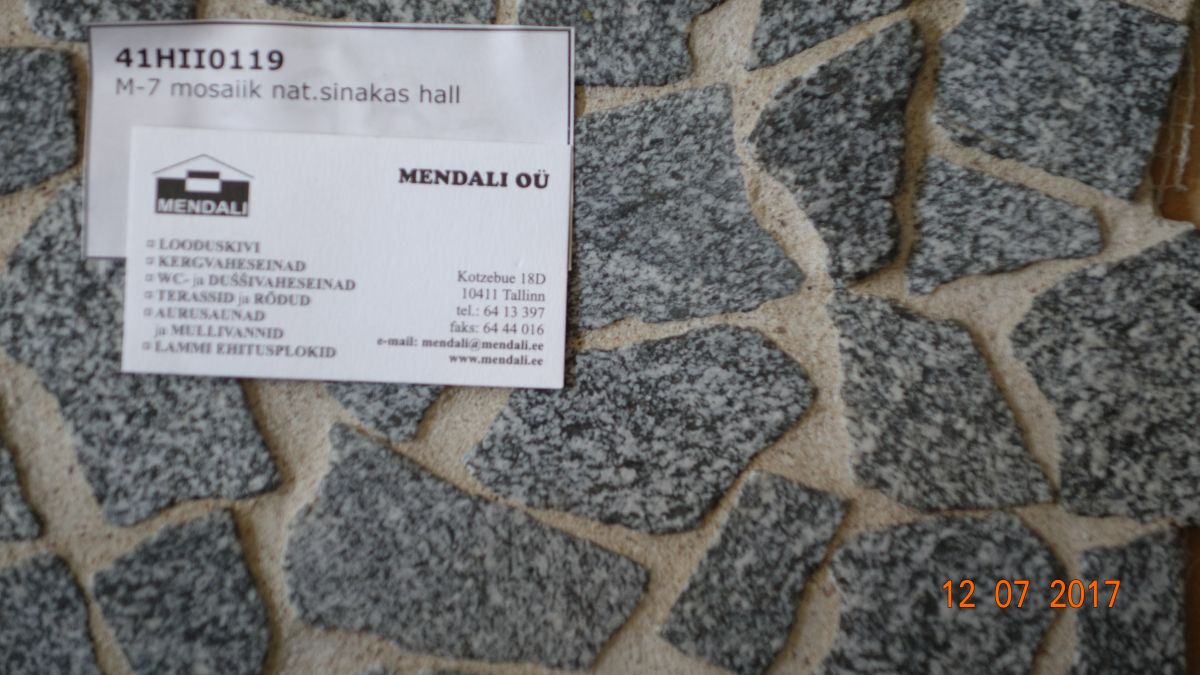 41HII0119
M-7 mosaiik nat.sinakas hall
MENDALI
MENDALI OÜ
LOODUSKIVI
KERGVAHESEINAD
WC- ja DUŠŠIVAHESEINAD
TERASSID ja RÕDUD
AURUSAUNAD
ja MULLIVANNID
LAMMI EHITUSPLOKID
Kotzebue 18D
10411 Tallinn
tel.: 64 13 397
faks: 64 44 016
e-mail: mendali@mendali.ee
www.mendali.ee
12 07 2017